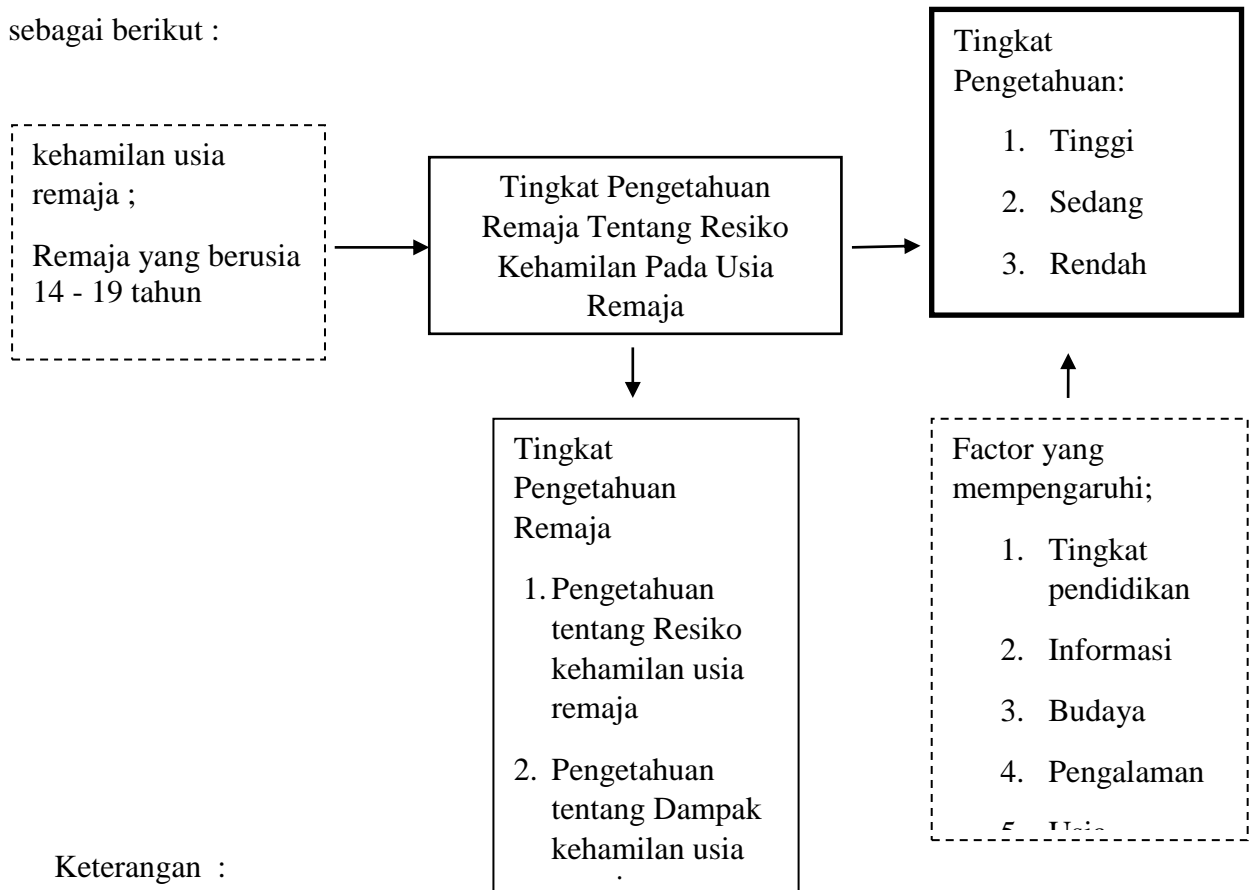 sebagai berikut :
kehamilan usia
remaja ;
Remaja yang berusia
14 - 19 tahun
Tingkat Pengetahuan
Remaja Tentang Resiko
Kehamilan Pada Usia
Remaja
Tingkat
Pengetahuan:
1. Tinggi
2. Sedang
3. Rendah
Tingkat
Pengetahuan
Remaja
1. Pengetahuan
tentang Resiko
kehamilan usia
remaja
2. Pengetahuan
tentang Dampak
kehamilan usia
Factor yang
mempengaruhi;
1. Tingkat
pendidikan
2. Informasi
3. Budaya
4. Pengalaman
5. Usia
Keterangan :